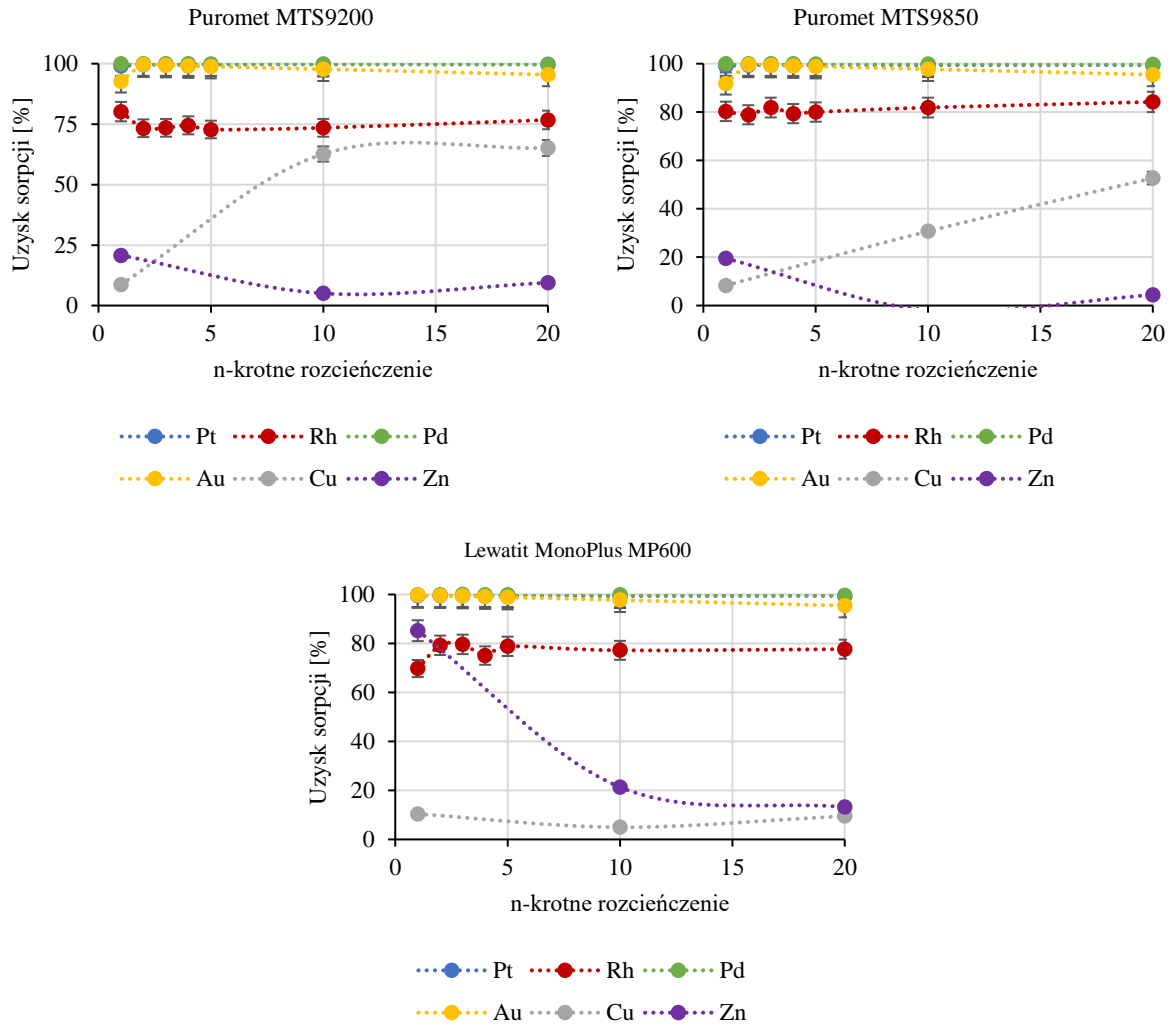 Puromet MTS9200
Uzysk sorpcji [%]
100
75
50
25
0
0 5 10 15 20
n-krotne rozcieńczenie
Pt Rh Pd
Au Cu Zn
Puromet MTS9850
Uzysk sorpcji [%]
100
80
60
40
20
0
0 5 10 15 20
n-krotne rozcieńczenie
Pt Rh Pd
Au Cu Zn
Lewatit MonoPlus MP600
Uzysk sorpcji [%]
100
80
60
40
20
0
0 5 10 15 20
n-krotne rozcieńczenie
Pt Rh Pd
Au Cu Zn